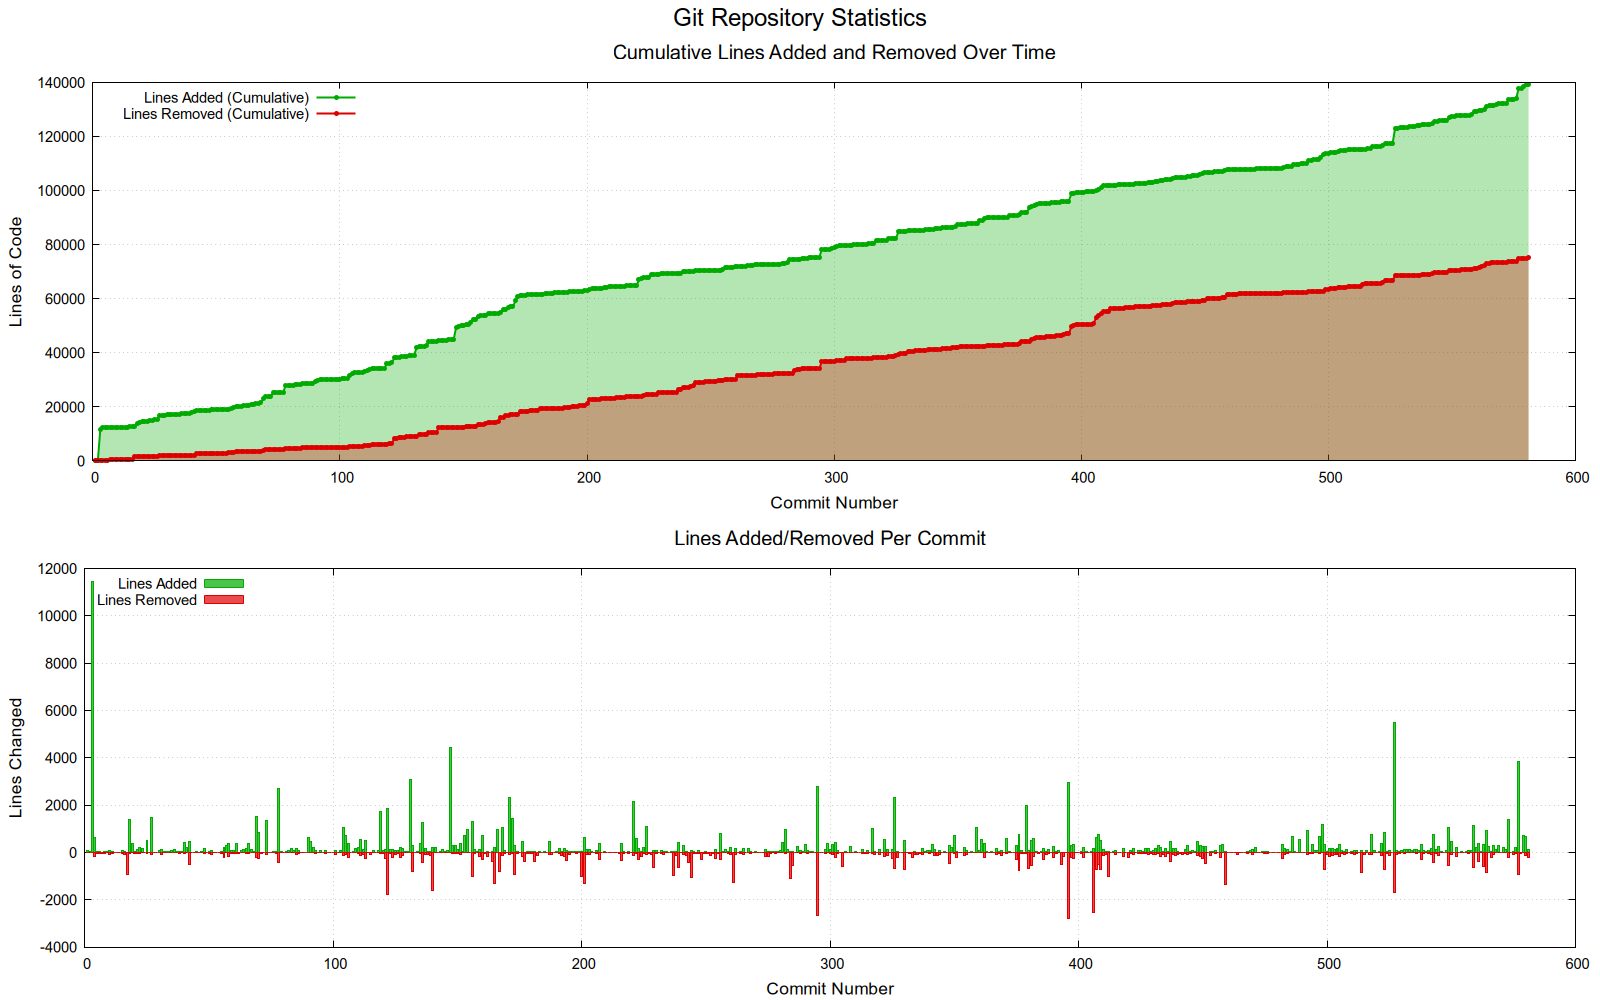 Git Repository Statistics
Cumulative Lines Added and Removed Over Time
140000
120000
100000
80000
60000
40000
20000
0
Lines of Code
Lines Added (Cumulative)
Lines Removed (Cumulative)
0 100 200 300 400 500 600
Commit Number
Lines Added/Removed Per Commit
12000
10000
8000
6000
4000
2000
0
-2000
-4000
Lines Changed
Lines Added
Lines Removed
0 100 200 300 400 500 600
Commit Number